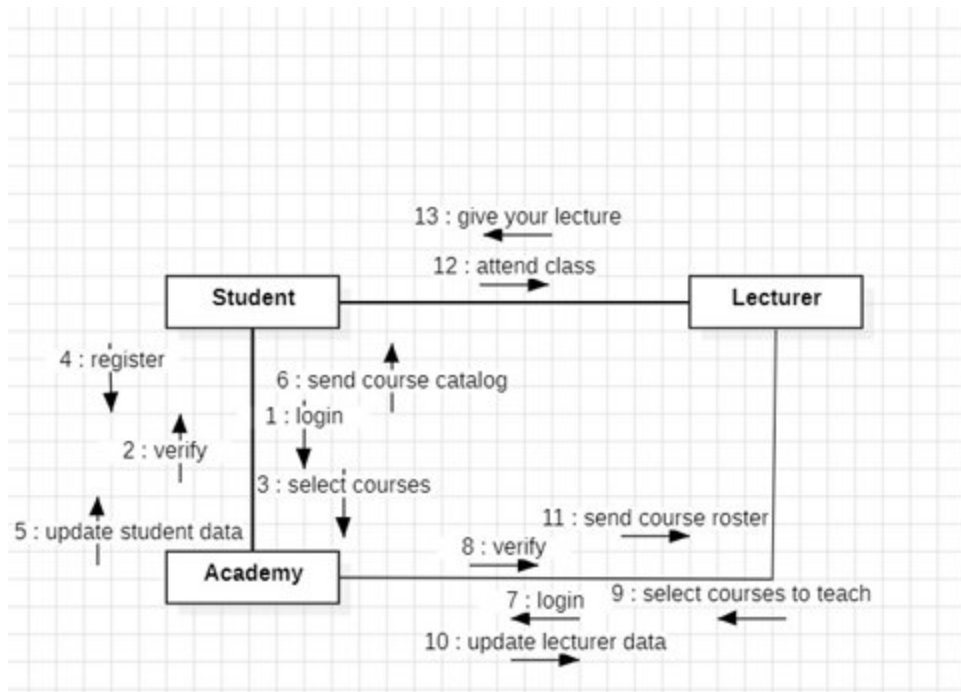 13 : give your lecture
12 : attend class
Student
Lecturer
4 : register
6 : send course catalog
1 : login
2 : verify
3 : select courses
11 : send course roster
5 : update student data
8 : verify
Academy
7 : login
9 : select courses to teach
10 : update lecturer data